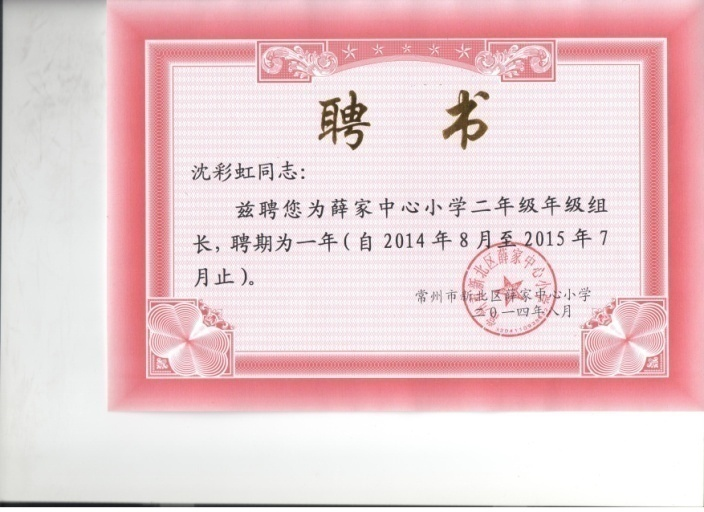 聘 书
沈彩虹同志：
兹聘您为薛家中心小学二年级年级组
长，聘期为一年（自 2014 年 8 月至 2015 年 7
月止）。
常州市新北区薛家中心小学
二〇一四年八月